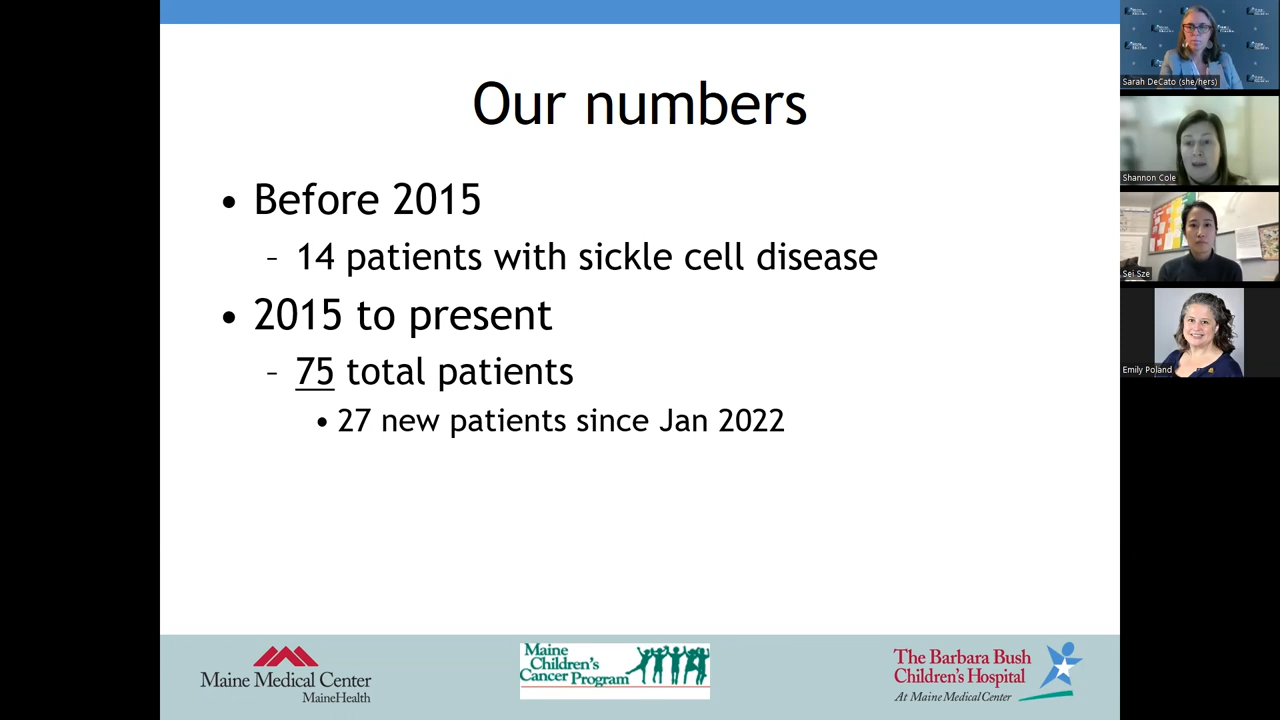 Our numbers
• Before 2015
– 14 patients with sickle cell disease
• 2015 to present
– 75 total patients
• 27 new patients since Jan 2022
Maine Medical Center
MaineHealth
Maine
Children's
Cancer Program
The Barbara Bush
Children's Hospital
At Maine Medical Center
Sarah DeCato (she/hers)
Shannon Cole
Sei Sze
Emily Poland